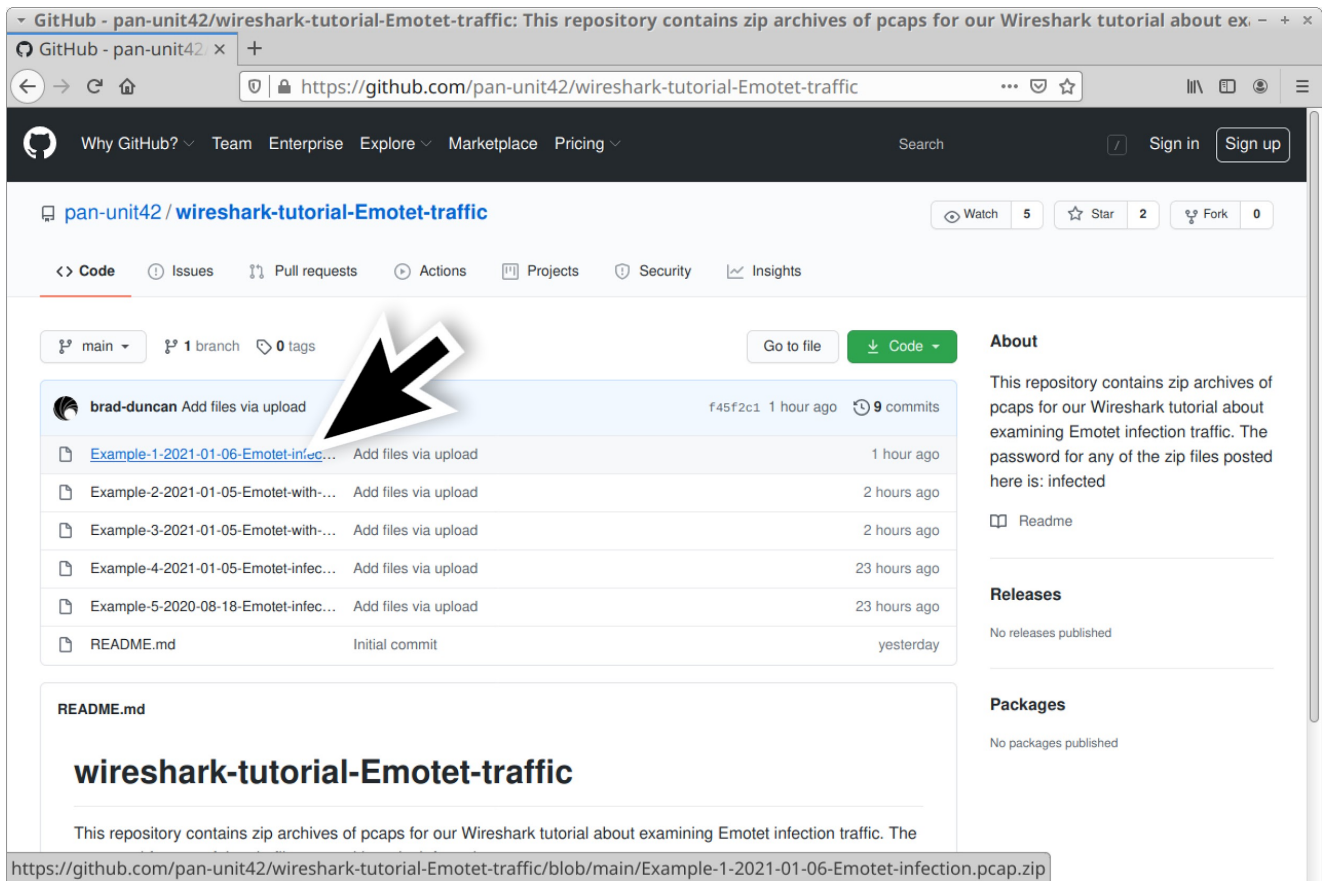 GitHub - pan-unit42/wireshark-tutorial-Emotet-traffic: This repository contains zip archives of pcaps for our Wireshark tutorial about ex
GitHub - pan-unit42/
https://github.com/pan-unit42/wireshark-tutorial-Emotet-traffic
Why GitHub? Team Enterprise Explore Marketplace Pricing Search / Sign in Sign up
pan-unit42 / wireshark-tutorial-Emotet-traffic
Watch 5 Star 2 Fork 0
<> Code Issues Pull requests Actions Projects Security Insights
main 1 branch 0 tags Go to file Code
brad-duncan Add files via upload f45f2c1 1 hour ago 9 commits
Example-1-2021-01-06-Emotet-infec... Add files via upload 1 hour ago
Example-2-2021-01-05-Emotet-with-... Add files via upload 2 hours ago
Example-3-2021-01-05-Emotet-with-... Add files via upload 2 hours ago
Example-4-2021-01-05-Emotet-infec... Add files via upload 23 hours ago
Example-5-2020-08-18-Emotet-infec... Add files via upload 23 hours ago
README.md Initial commit yesterday
README.md
wireshark-tutorial-Emotet-traffic
This repository contains zip archives of pcaps for our Wireshark tutorial about examining Emotet infection traffic. The
About
This repository contains zip archives of
pcaps for our Wireshark tutorial about
examining Emotet infection traffic. The
password for any of the zip files posted
here is: infected
Readme
Releases
No releases published
Packages
No packages published
https://github.com/pan-unit42/wireshark-tutorial-Emotet-traffic/blob/main/Example-1-2021-01-06-Emotet-infection.pcap.zip